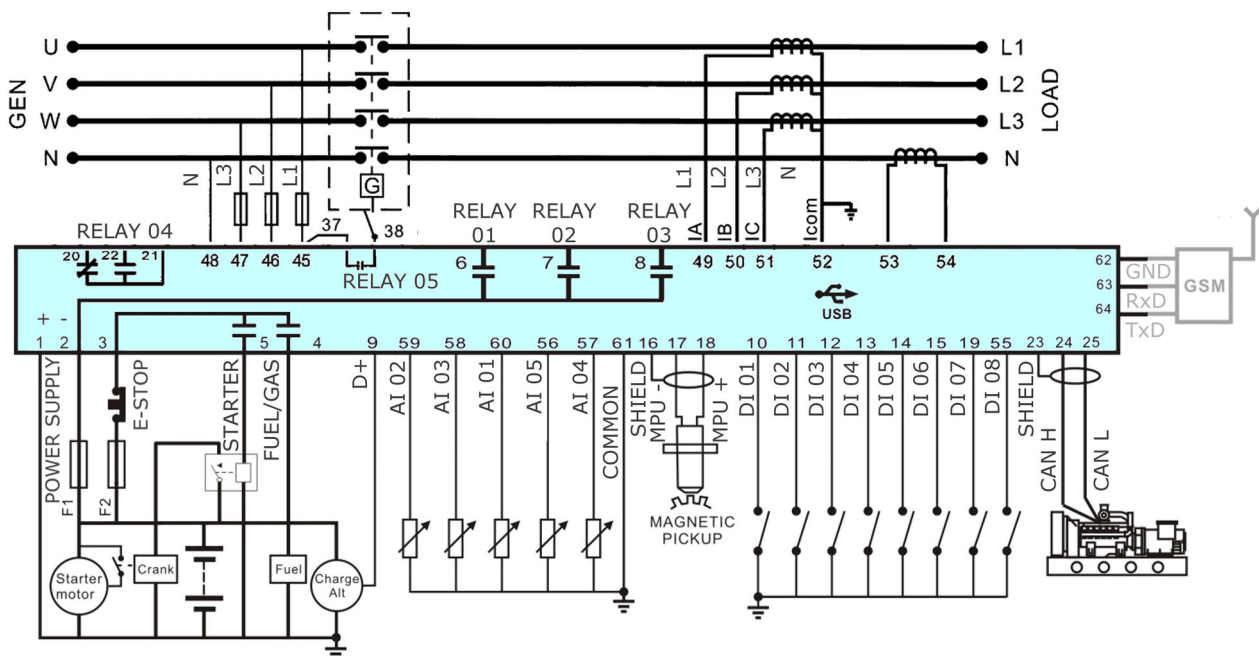 GEN
U
V
W
N
L1
L2
L3
N
LOAD
N
L3
L2
L1
G
37
38
L1
L2
L3
N
IA
IB
IC
Icom
RELAY 04
20
22
21
48
47
46
45
RELAY 05
RELAY
01
6
RELAY
02
7
RELAY
03
8
49
50
51
52
53
54
USB
62
GND
63
RxD
64
TxD
GSM
+ -
1
2
3
5
4
9
59
58
60
56
57
61
16
17
18
10
11
12
13
14
15
19
55
23
24
25
POWER SUPPLY
E-STOP
STARTER
FUEL/GAS
D+
AI 02
AI 03
AI 01
AI 05
AI 04
COMMON
SHIELD
MPU -
MPU +
DI 01
DI 02
DI 03
DI 04
DI 05
DI 06
DI 07
DI 08
SHIELD
CAN H
CAN L
F1
F2
MAGNETIC
PICKUP
Starter
motor
Crank
Fuel
Charge
Alt